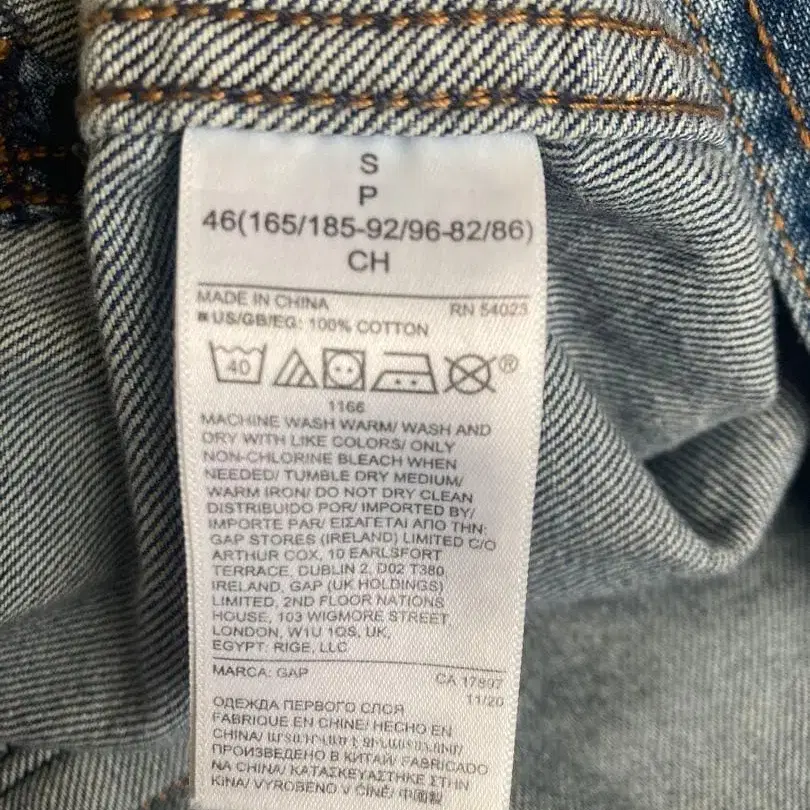 S
P
46(165/185-92/96-82/86)
CH
MADE IN CHINA RN 54023
US/GB/EG: 100% COTTON
40 ®
1166
MACHINE WASH WARM/ WASH AND
DRY WITH LIKE COLORS/ ONLY
NON-CHLORINE BLEACH WHEN
NEEDED/ TUMBLE DRY MEDIUM/
WARM IRON/ DO NOT DRY CLEAN
DISTRIBUIDO POR/ IMPORTED BY/
IMPORTE PAR/ ΕΙΣΑΓΕΤΑΙ ΑΠΟ ΤΗΝ:
GAP STORES (IRELAND) LIMITED C/O
ARTHUR COX, 10 EARLSFORT
TERRACE, DUBLIN 2, D02 T380,
IRELAND, GAP (UK HOLDINGS)
LIMITED, 2ND FLOOR NATIONS
HOUSE, 103 WIGMORE STREET,
LONDON, W1U 1QS, UK,
EGYPT: RIGE, LLC
MARCA: GAP CA 17897
11/20
ОДЕЖДА ПЕРВОГО СЛОЯ
FABRIQUE EN CHINE/ HECHO EN
CHINA/
ПРОИЗВЕДЕНО В КИТАЙ/ FABRICADO
NA CHINA/ ΚΑΤΑΣΚΕΥΑΣΤΗΚΕ ΣΤΗΝ
ΚΙΝΑ/ VYROBENO V ČÍNĚ/ 中國製